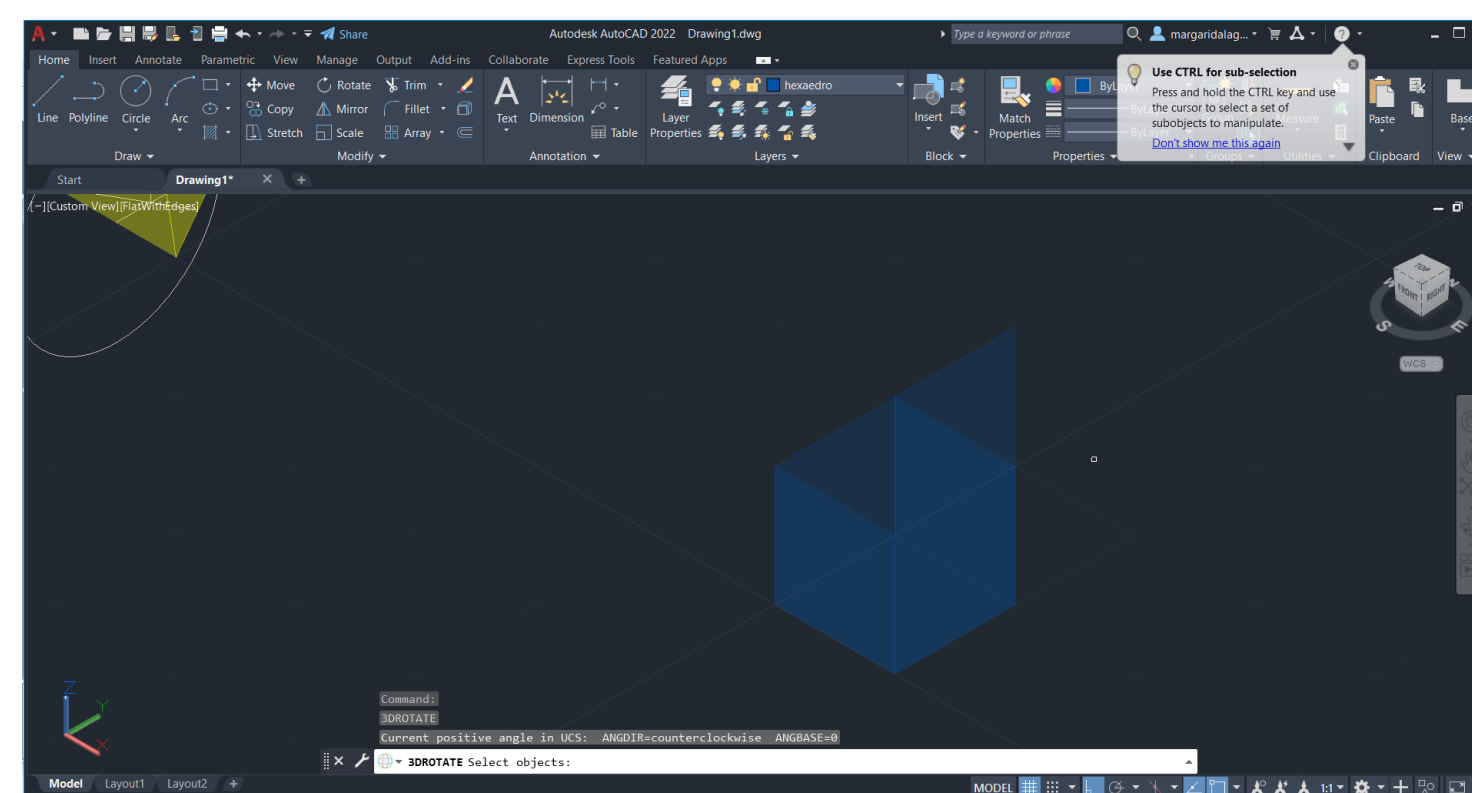 Share
Autodesk AutoCAD 2022 Drawing1.dwg
Type a keyword or phrase
margaridalag...
Home Insert Annotate Parametric View Manage Output Add-ins Collaborate Express Tools Featured Apps
Line Polyline Circle Arc
Draw
Move Rotate Trim
Copy Mirror Fillet
Stretch Scale Array
Modify
Text Dimension Table
Annotation
Layer Properties
hexaedro
Layers
Insert
Block
Match Properties
Properties
Groups
Measure
Utilities
Paste
Clipboard
Base
View
Use CTRL for sub-selection
Press and hold the CTRL key and use
the cursor to select a set of
subobjects to manipulate.
Don't show me this again
Start Drawing1* +
[−][Custom View][FlatWithEdges]
TOP
FRONT RIGHT
S E
WCS
Z
Y
X
Command:
3DROTATE
Current positive angle in UCS: ANGDIR=counterclockwise ANGBASE=0
3DROTATE Select objects:
Model Layout1 Layout2 +
MODEL 1:1